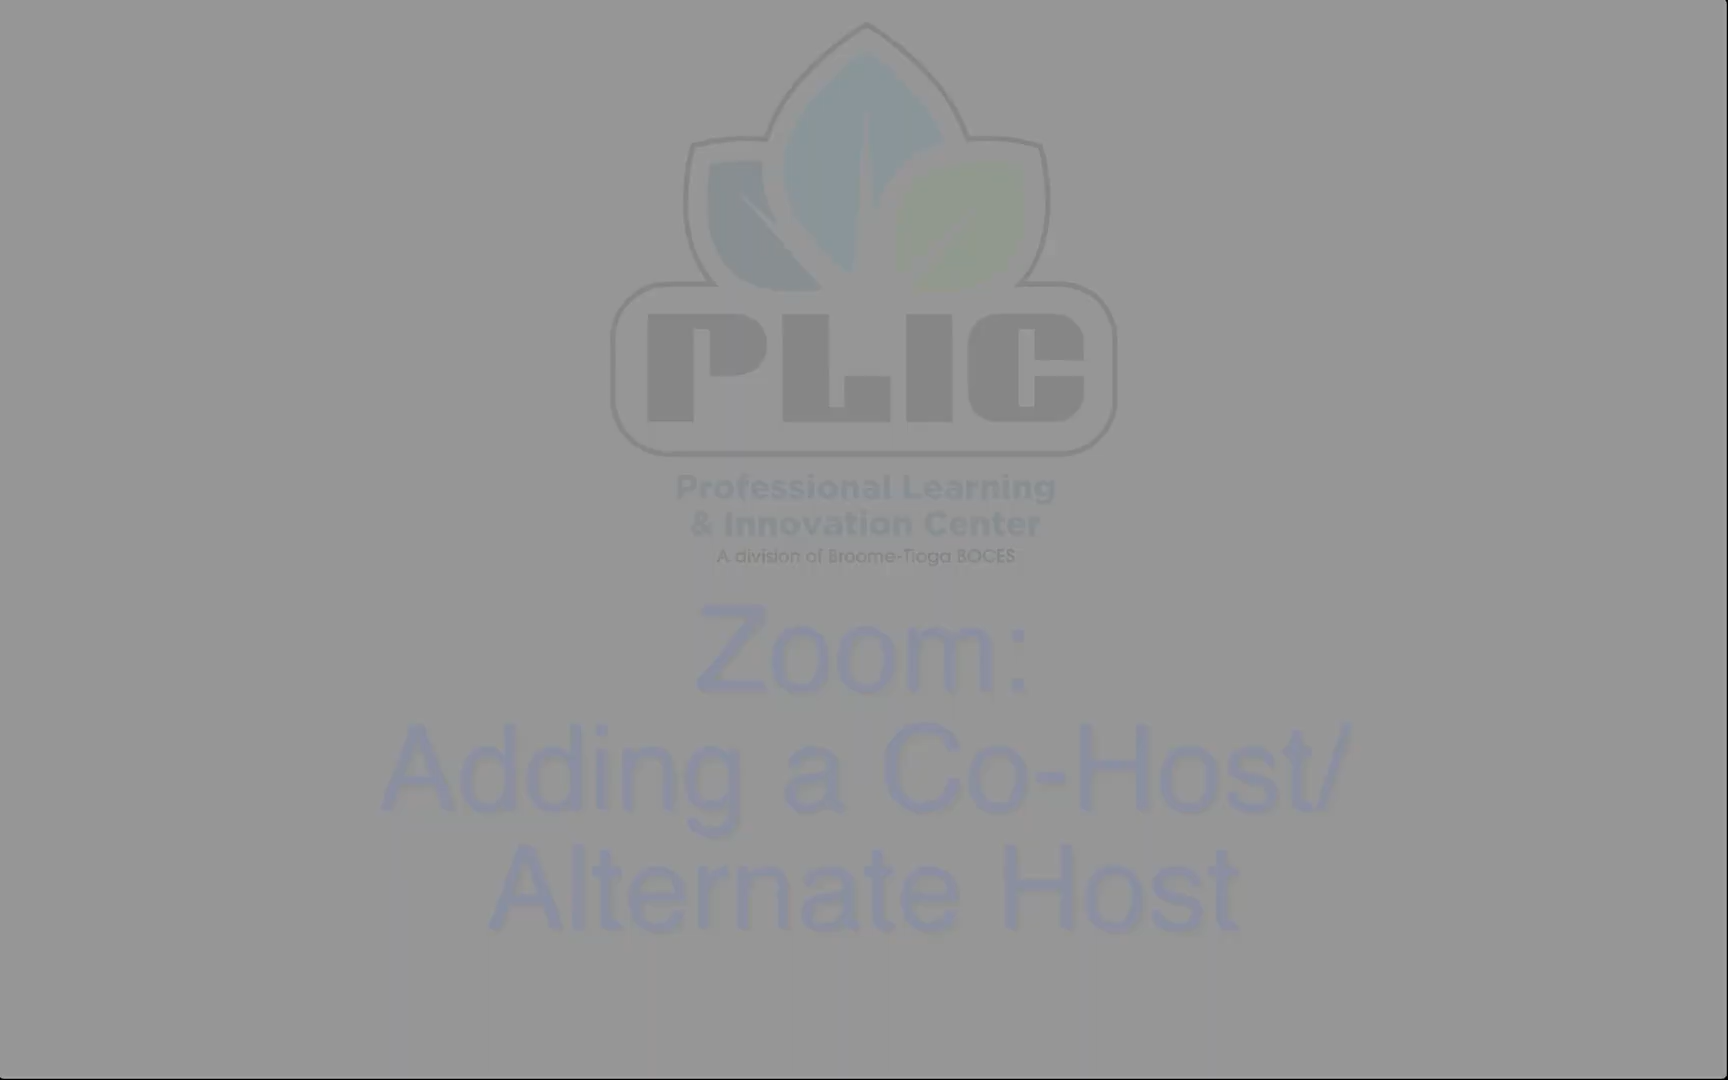 PLIC
Professional Learning
& Innovation Center
A division of Broome-Tioga BOCES
Zoom:
Adding a Co-Host/
Alternate Host